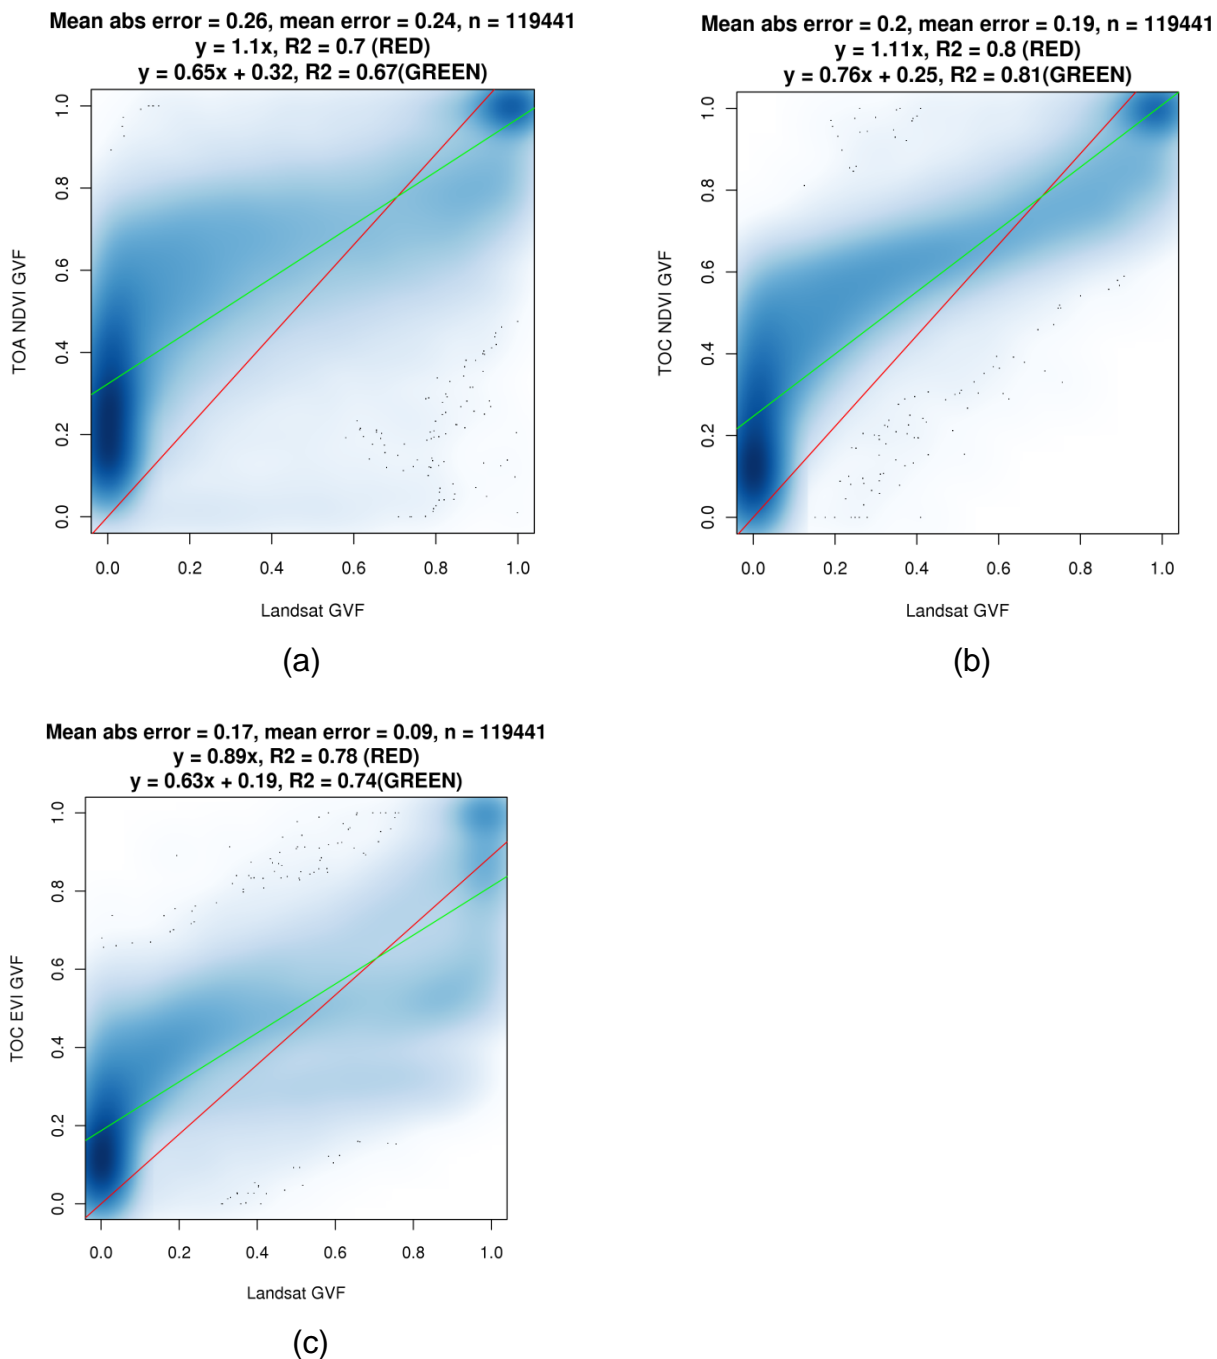 Mean abs error = 0.26, mean error = 0.24, n = 119441
y = 1.1x, R2 = 0.7 (RED)
y = 0.65x + 0.32, R2 = 0.67(GREEN)
1.0
0.8
0.6
0.4
0.2
0.0
TOA NDVI GVF
0.0 0.2 0.4 0.6 0.8 1.0
Landsat GVF
(a)
Mean abs error = 0.2, mean error = 0.19, n = 119441
y = 1.11x, R2 = 0.8 (RED)
y = 0.76x + 0.25, R2 = 0.81(GREEN)
1.0
0.8
0.6
0.4
0.2
0.0
TOC NDVI GVF
0.0 0.2 0.4 0.6 0.8 1.0
Landsat GVF
(b)
Mean abs error = 0.17, mean error = 0.09, n = 119441
y = 0.89x, R2 = 0.78 (RED)
y = 0.63x + 0.19, R2 = 0.74(GREEN)
1.0
0.8
0.6
0.4
0.2
0.0
TOC EVI GVF
0.0 0.2 0.4 0.6 0.8 1.0
Landsat GVF
(c)